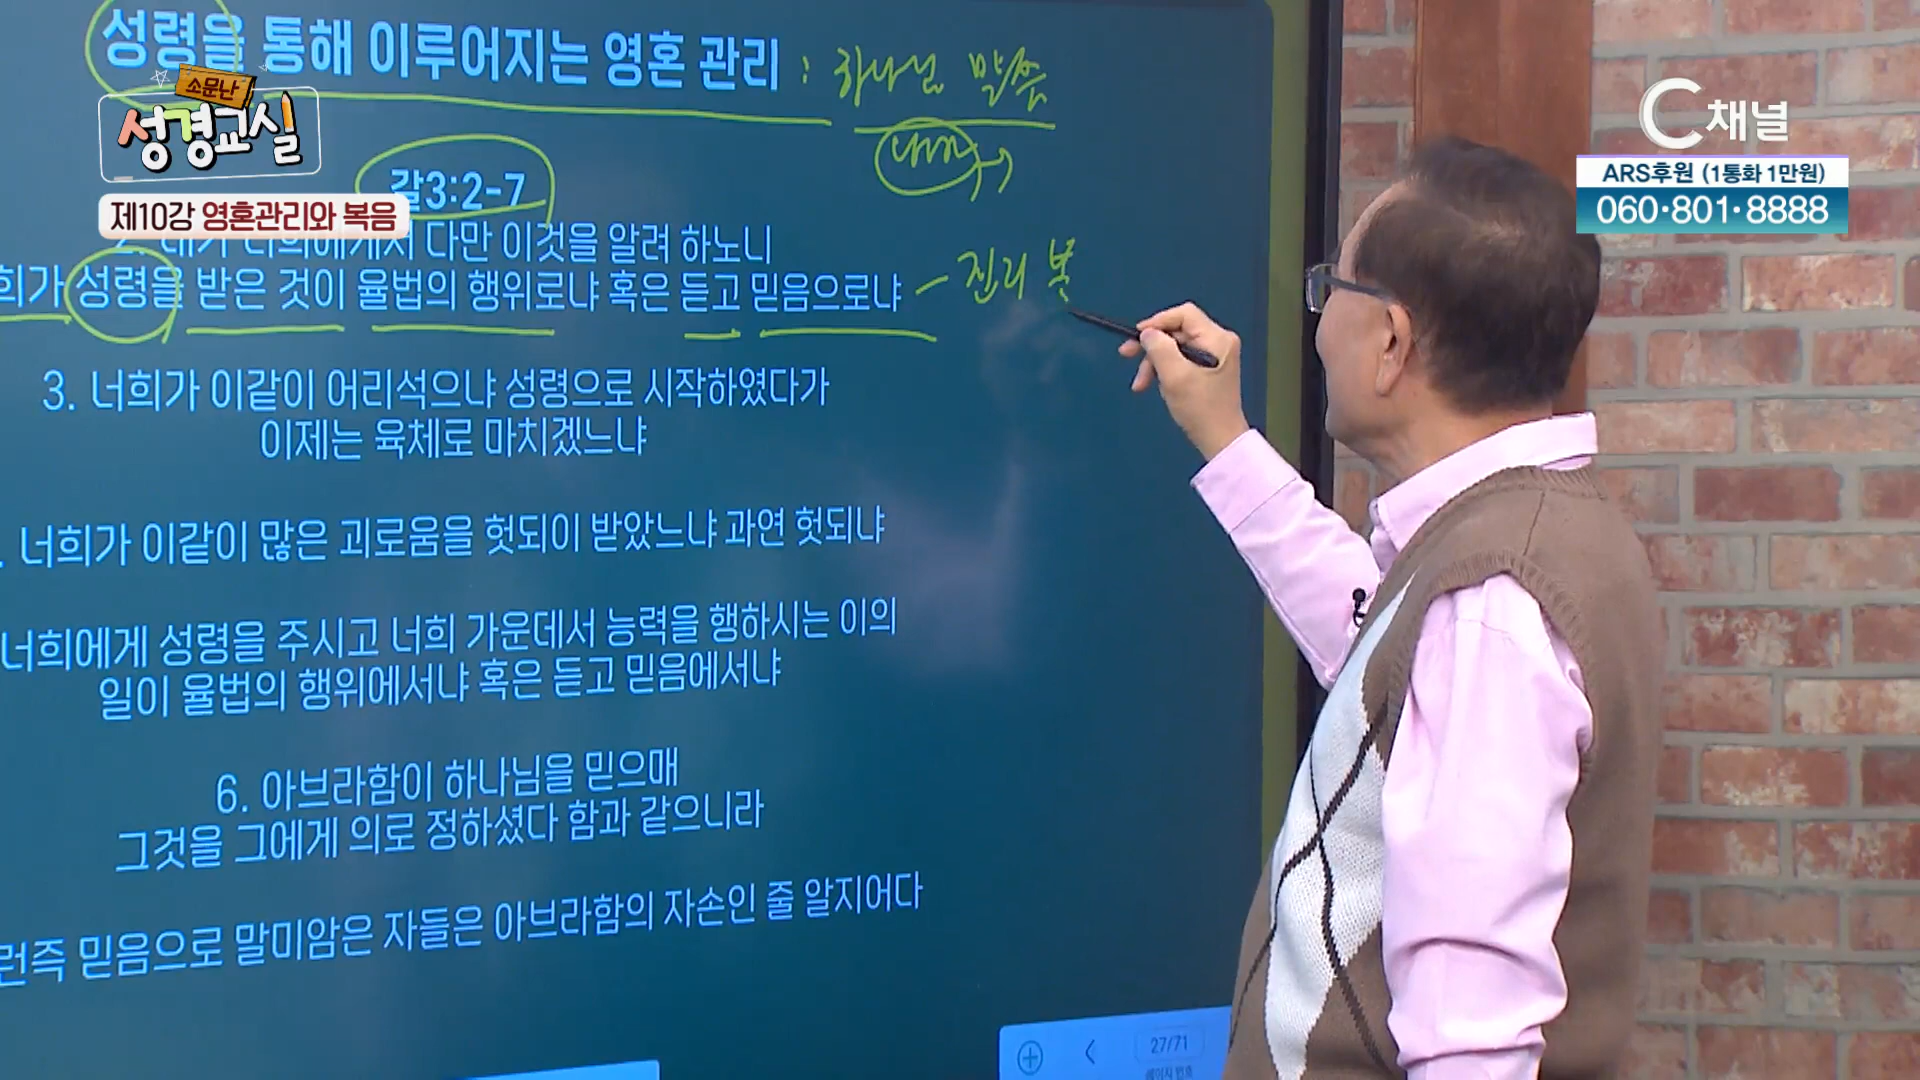 성령을 통해 이루어지는 영혼 관리 : 하나님 말씀
소문난
성경교실
C채널
ARS후원 (1통화 1만원)
060·801·8888
갈3:2-7
제10강 영혼관리와 복음
다만 이것을 알려 하노니
희가 성령을 받은 것이 율법의 행위로냐 혹은 듣고 믿음으로냐 - 진리
3. 너희가 이같이 어리석으냐 성령으로 시작하였다가
이제는 육체로 마치겠느냐
. 너희가 이같이 많은 괴로움을 헛되이 받았느냐 과연 헛되냐
너희에게 성령을 주시고 너희 가운데서 능력을 행하시는 이의
일이 율법의 행위에서냐 혹은 듣고 믿음에서냐
6. 아브라함이 하나님을 믿으매
그것을 그에게 의로 정하셨다 함과 같으니라
런즉 믿음으로 말미암은 자들은 아브라함의 자손인 줄 알지어다
27/71
페이지 번호